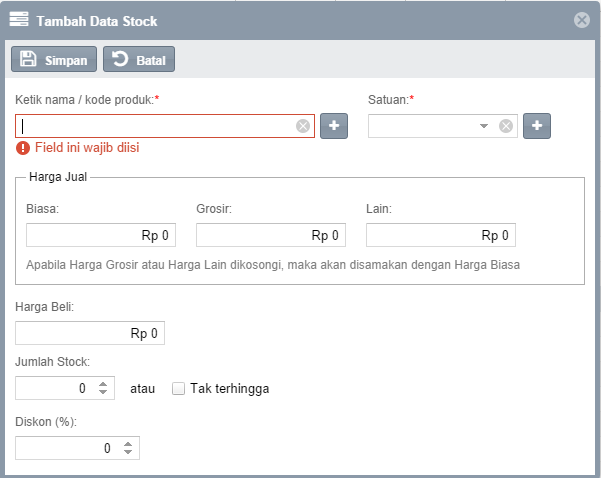 Tambah Data Stock
Simpan Batal
Ketik nama / kode produk:* Satuan:*
Field ini wajib diisi
Harga Jual
Biasa: Grosir: Lain:
Rp 0 Rp 0 Rp 0
Apabila Harga Grosir atau Harga Lain dikosongi, maka akan disamakan dengan Harga Biasa
Harga Beli:
Rp 0
Jumlah Stock:
0 atau Tak terhingga
Diskon (%):
0